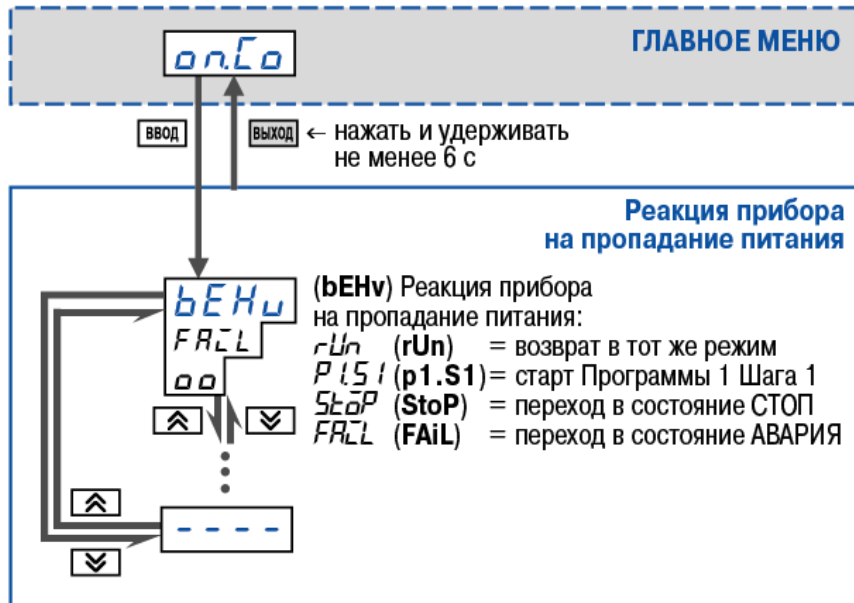 ГЛАВНОЕ МЕНЮ
on.Co
ВВОД
ВЫХОД ← нажать и удерживать
не менее 6 с
Реакция прибора
на пропадание питания
bEHv (bEHv) Реакция прибора
на пропадание питания:
FAiL
oo
rUn (rUn) = возврат в тот же режим
P1.S1 (p1.S1) = старт Программы 1 Шага 1
StoP (StoP) = переход в состояние СТОП
FAiL (FAiL) = переход в состояние АВАРИЯ
- - - -